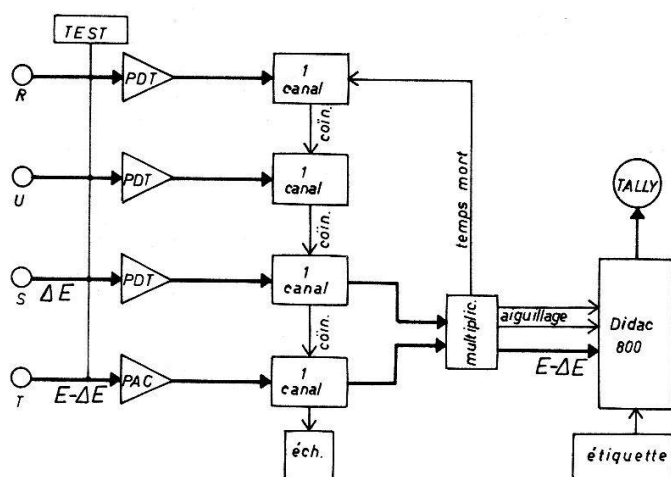 TEST
R
PDT
1
canal
coïn.
U
PDT
1
canal
coïn.
temps mort
TALLY
S
ΔE
PDT
1
canal
coïn.
multiplic.
aiguillage
E-ΔE
Didac
800
T
E-ΔE
PAC
1
canal
éch.
étiquette